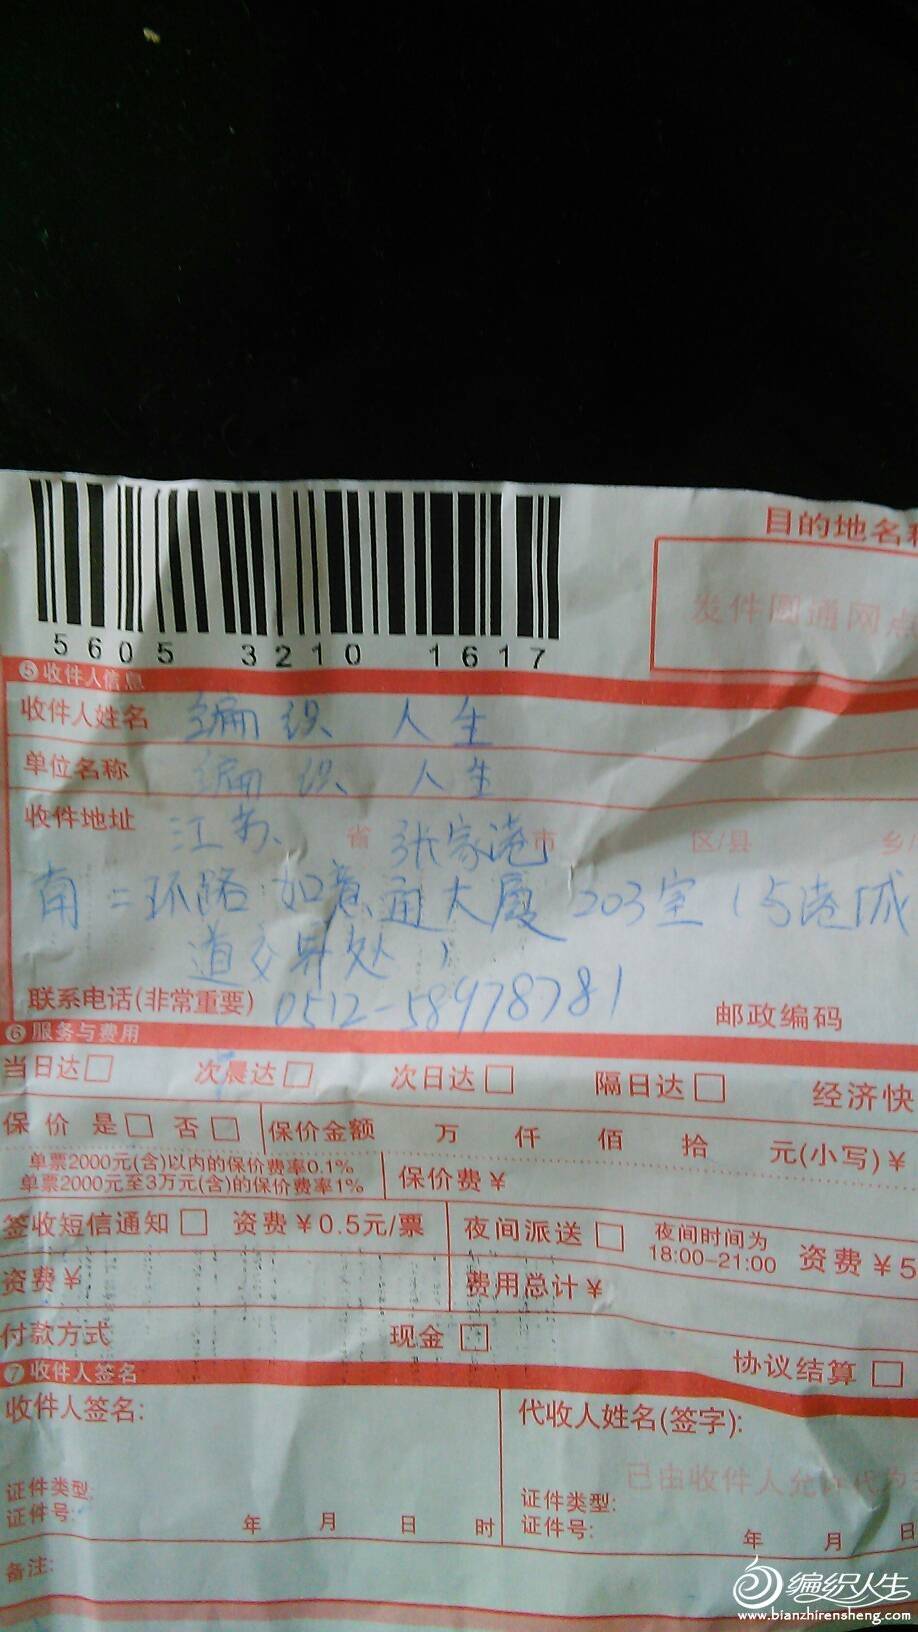 目的地名称
发件圆通网点
5605 3210 1617
⑤收件人信息
收件人姓名 编织 人生
单位名称 编织 人生
收件地址 江苏 省 张家港 市 区/县 乡
南二环路 如意通大厦 203室(与港城
道交界处)
联系电话(非常重要) 0512-58978781 邮政编码
⑥服务与费用
当日达□ 次晨达□ 次日达□ 隔日达□ 经济快
保价 是□ 否□ 保价金额 万 仟 佰 拾 元(小写)¥
单票2000元(含)以内的保价费率0.1%
单票2000元至3万元(含)的保价费率1% 保价费¥
签收短信通知□ 资费¥0.5元/票 夜间派送□ 夜间时间为 18:00-21:00 资费¥5
资费¥ 费用总计¥
付款方式 现金□ 协议结算□
⑦收件人签名
收件人签名: 代收人姓名(签字):
已由收件人允许代为
证件类型: 证件类型:
证件号: 证件号:
年 月 日 时 年 月 日
备注:
编织人生
www.bianzhirensheng.com